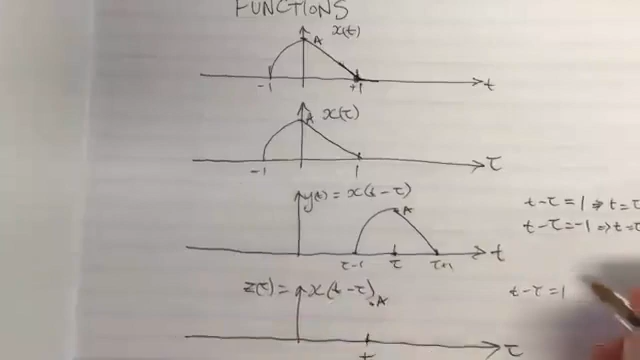 FUNCTIONS
A x(t)
-1 +1 t
A x(τ)
-1 1 τ
y(t) = x(t-τ)
A
t-τ = 1 ⇒ t = τ
t-τ = -1 ⇒ t = τ
τ-1 τ τ+1 t
z(τ) = x(t-τ)
A
t-τ = 1
t τ